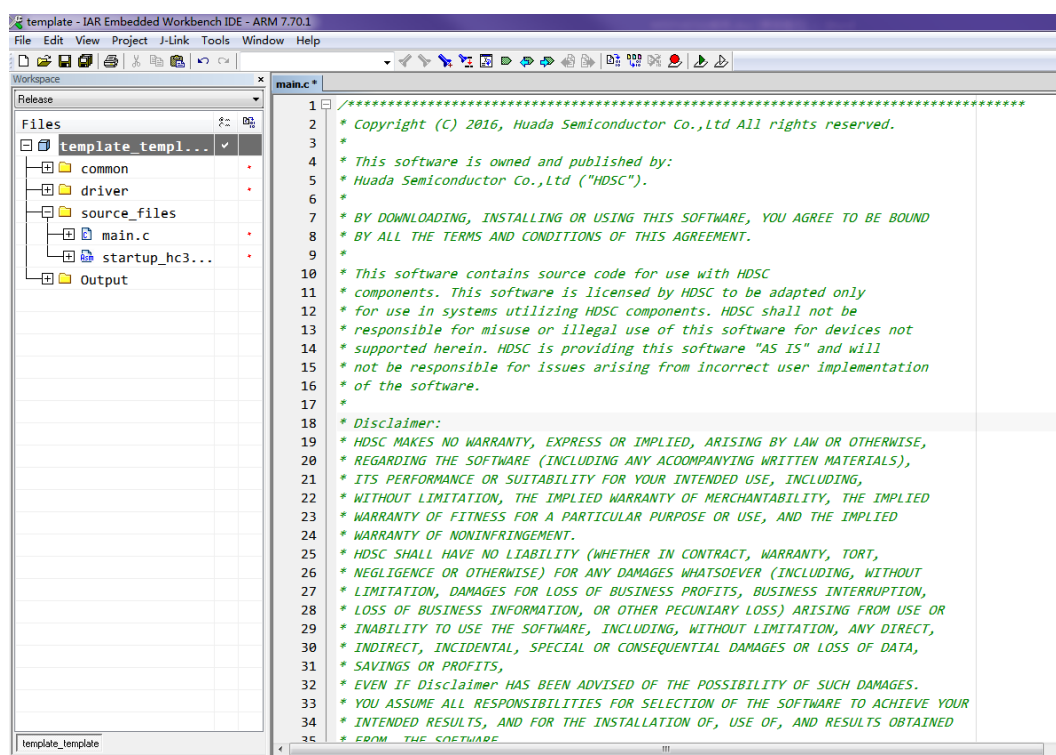 template - IAR Embedded Workbench IDE - ARM 7.70.1
File Edit View Project J-Link Tools Window Help
Workspace
Release
Files
template_templ...
common
driver
source_files
main.c
startup_hc3...
Output
template_template
main.c *
1 /*************************************************************************************
2 * Copyright (C) 2016, Huada Semiconductor Co.,Ltd All rights reserved.
3 *
4 * This software is owned and published by:
5 * Huada Semiconductor Co.,Ltd ("HDSC").
6 *
7 * BY DOWNLOADING, INSTALLING OR USING THIS SOFTWARE, YOU AGREE TO BE BOUND
8 * BY ALL THE TERMS AND CONDITIONS OF THIS AGREEMENT.
9 *
10 * This software contains source code for use with HDSC
11 * components. This software is licensed by HDSC to be adapted only
12 * for use in systems utilizing HDSC components. HDSC shall not be
13 * responsible for misuse or illegal use of this software for devices not
14 * supported herein. HDSC is providing this software "AS IS" and will
15 * not be responsible for issues arising from incorrect user implementation
16 * of the software.
17 *
18 * Disclaimer:
19 * HDSC MAKES NO WARRANTY, EXPRESS OR IMPLIED, ARISING BY LAW OR OTHERWISE,
20 * REGARDING THE SOFTWARE (INCLUDING ANY ACOOMPANYING WRITTEN MATERIALS),
21 * ITS PERFORMANCE OR SUITABILITY FOR YOUR INTENDED USE, INCLUDING,
22 * WITHOUT LIMITATION, THE IMPLIED WARRANTY OF MERCHANTABILITY, THE IMPLIED
23 * WARRANTY OF FITNESS FOR A PARTICULAR PURPOSE OR USE, AND THE IMPLIED
24 * WARRANTY OF NONINFRINGEMENT.
25 * HDSC SHALL HAVE NO LIABILITY (WHETHER IN CONTRACT, WARRANTY, TORT,
26 * NEGLIGENCE OR OTHERWISE) FOR ANY DAMAGES WHATSOEVER (INCLUDING, WITHOUT
27 * LIMITATION, DAMAGES FOR LOSS OF BUSINESS PROFITS, BUSINESS INTERRUPTION,
28 * LOSS OF BUSINESS INFORMATION, OR OTHER PECUNIARY LOSS) ARISING FROM USE OR
29 * INABILITY TO USE THE SOFTWARE, INCLUDING, WITHOUT LIMITATION, ANY DIRECT,
30 * INDIRECT, INCIDENTAL, SPECIAL OR CONSEQUENTIAL DAMAGES OR LOSS OF DATA,
31 * SAVINGS OR PROFITS,
32 * EVEN IF Disclaimer HAS BEEN ADVISED OF THE POSSIBILITY OF SUCH DAMAGES.
33 * YOU ASSUME ALL RESPONSIBILITIES FOR SELECTION OF THE SOFTWARE TO ACHIEVE YOUR
34 * INTENDED RESULTS, AND FOR THE INSTALLATION OF, USE OF, AND RESULTS OBTAINED
35 * FROM, THE SOFTWARE